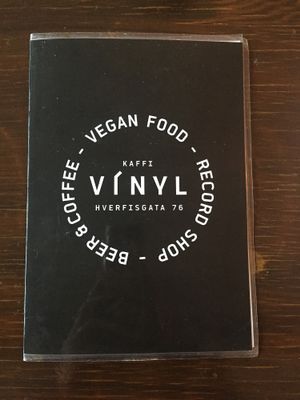 VEGAN FOOD - RECORD SHOP - BEER & COFFEE -
KAFFI
VÍNYL
HVERFISGATA 76